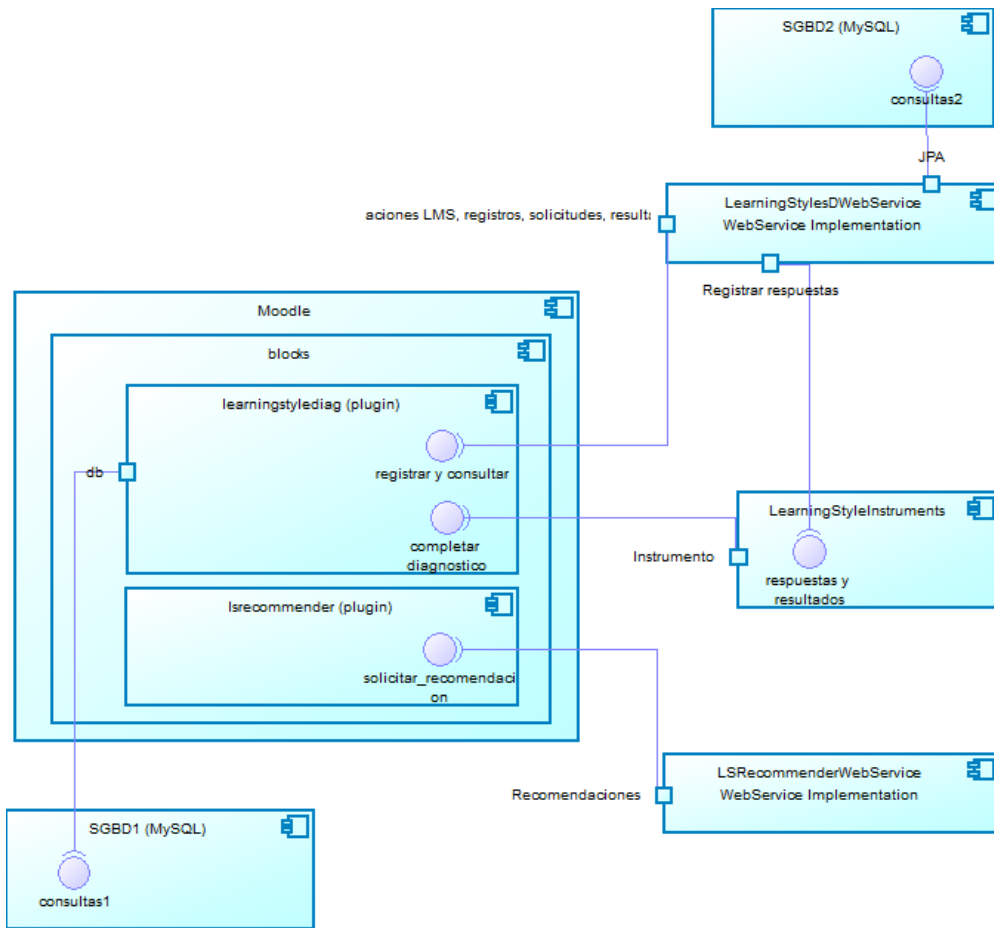 SGBD2 (MySQL)
consultas2
JPA
LearningStylesDWebService
WebService Implementation
aciones LMS, registros, solicitudes, result
Registrar respuestas
Moodle
blocks
learningstylediag (plugin)
registrar y consultar
db
completar
diagnostico
LearningStyleInstruments
Instrumento
respuestas y
resultados
lsrecommender (plugin)
solicitar_recomendaci
on
LSRecommenderWebService
WebService Implementation
Recomendaciones
SGBD1 (MySQL)
consultas1